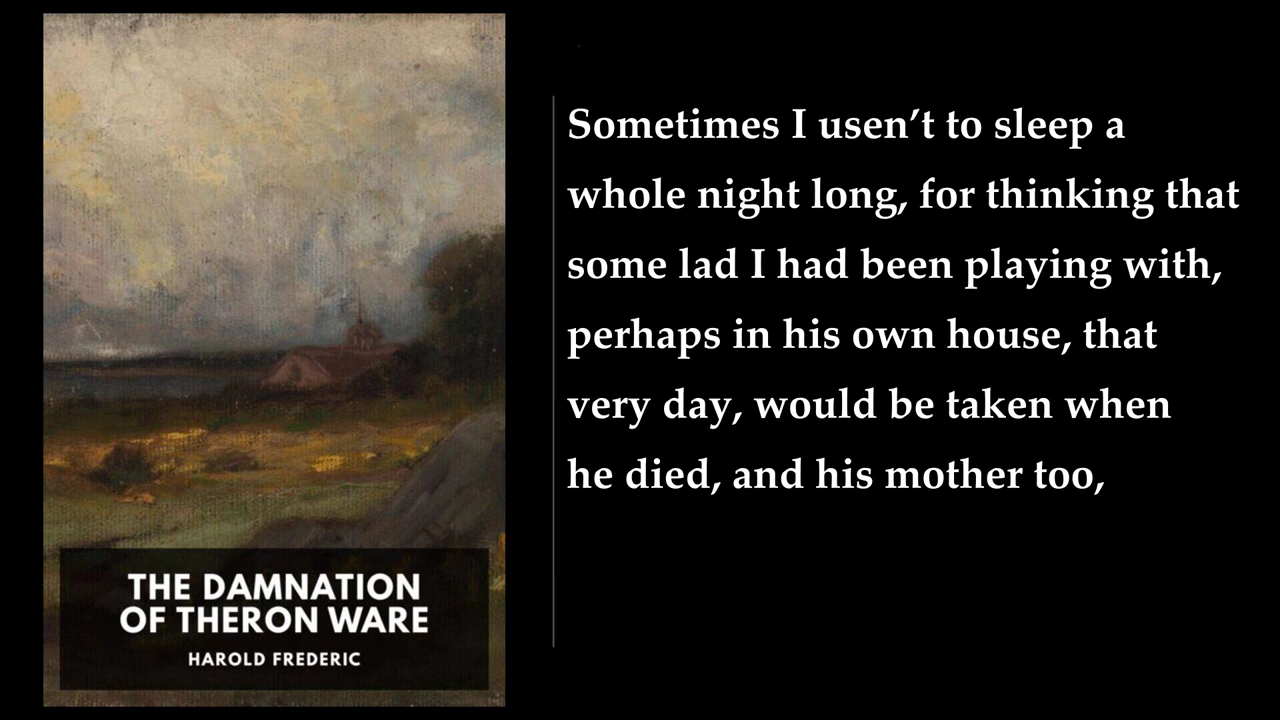 Sometimes I usen’t to sleep a
whole night long, for thinking that
some lad I had been playing with,
perhaps in his own house, that
very day, would be taken when
he died, and his mother too,
THE DAMNATION
OF THERON WARE
HAROLD FREDERIC